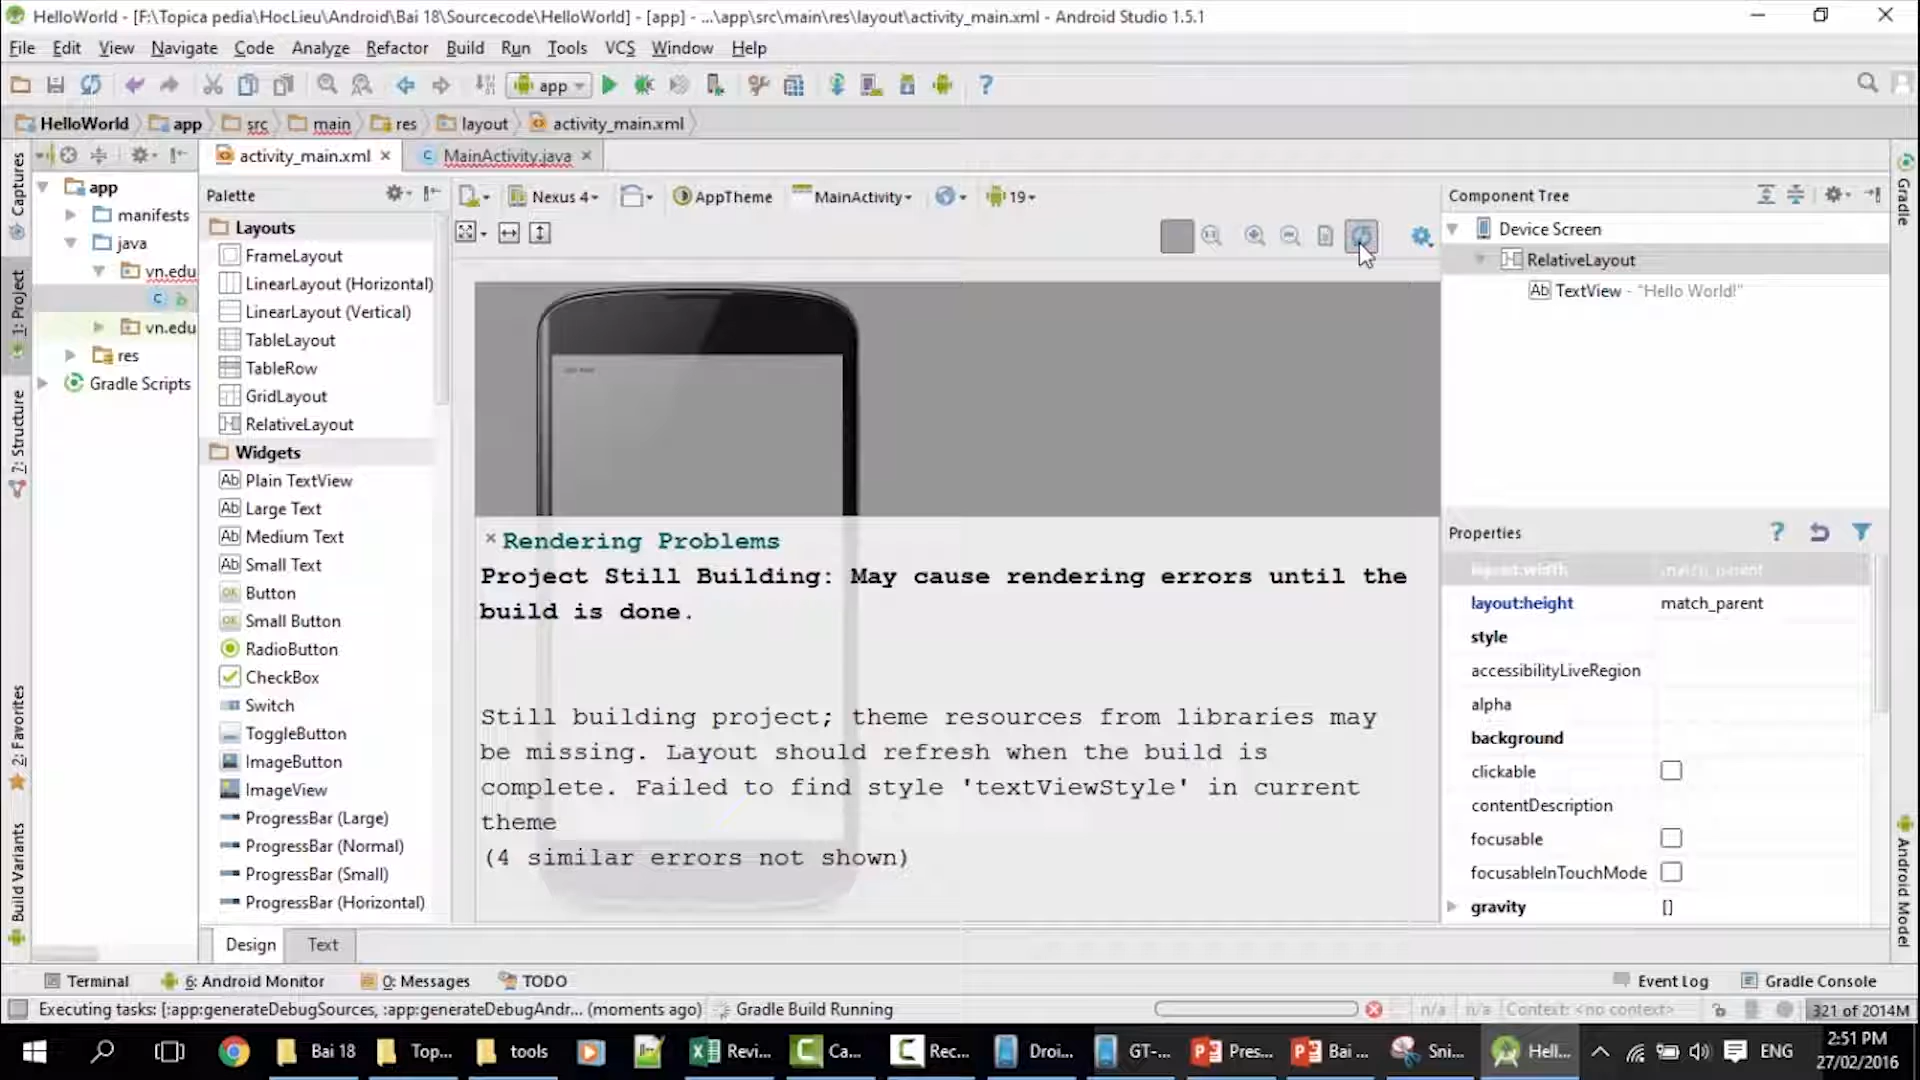 HelloWorld - [F:\Topica pedia\HocLieu\Android\Bai 18\Sourcecode\HelloWorld] - [app] - ...\app\src\main\res\layout\activity_main.xml - Android Studio 1.5.1
File Edit View Navigate Code Analyze Refactor Build Run Tools VCS Window Help
app
HelloWorld app src main res layout activity_main.xml
activity_main.xml MainActivity.java
Captures
1: Project
7: Structure
2: Favorites
Build Variants
app
manifests
java
vn.edu
vn.edu
res
Gradle Scripts
Palette
Layouts
FrameLayout
LinearLayout (Horizontal)
LinearLayout (Vertical)
TableLayout
TableRow
GridLayout
RelativeLayout
Widgets
Plain TextView
Large Text
Medium Text
Small Text
Button
Small Button
RadioButton
CheckBox
Switch
ToggleButton
ImageButton
ImageView
ProgressBar (Large)
ProgressBar (Normal)
ProgressBar (Small)
ProgressBar (Horizontal)
Nexus 4 AppTheme MainActivity 19
Rendering Problems
Project Still Building: May cause rendering errors until the
build is done.
Still building project; theme resources from libraries may
be missing. Layout should refresh when the build is
complete. Failed to find style 'textViewStyle' in current
theme
(4 similar errors not shown)
Design Text
Component Tree
Device Screen
RelativeLayout
Ab TextView - "Hello World!"
Properties
layout:width match_parent
layout:height match_parent
style
accessibilityLiveRegion
alpha
background
clickable
contentDescription
focusable
focusableInTouchMode
gravity []
Gradle
Android Model
Terminal 6: Android Monitor 0: Messages TODO Event Log Gradle Console
Executing tasks: [:app:generateDebugSources, :app:generateDebugAndr... (moments ago) Gradle Build Running n/a n/a Context: <no context> 321 of 2014M
Bai 18 Top... tools Revi... Ca... Rec... Droi... GT-... Pres... Bai ... Sni... Hell... ENG 2:51 PM
27/02/2016